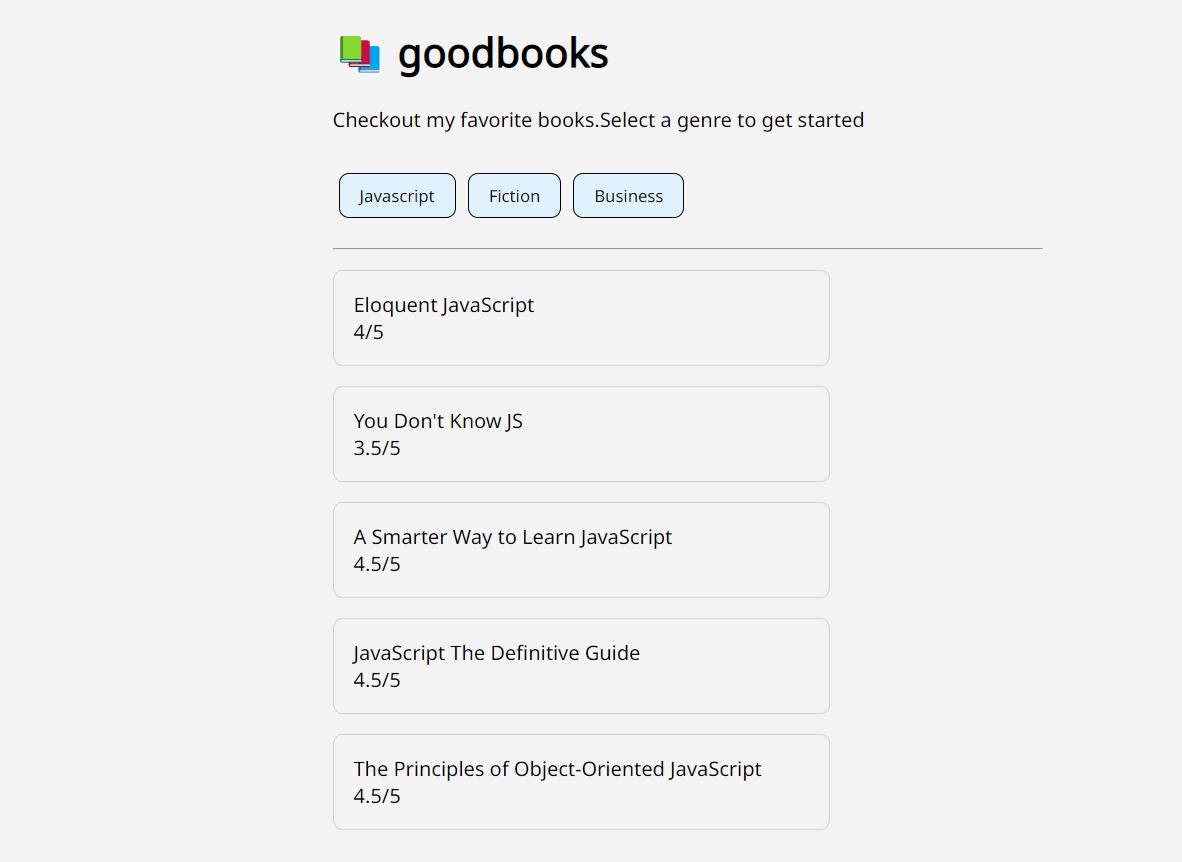 goodbooks
Checkout my favorite books.Select a genre to get started
Javascript Fiction Business
Eloquent JavaScript
4/5
You Don't Know JS
3.5/5
A Smarter Way to Learn JavaScript
4.5/5
JavaScript The Definitive Guide
4.5/5
The Principles of Object-Oriented JavaScript
4.5/5